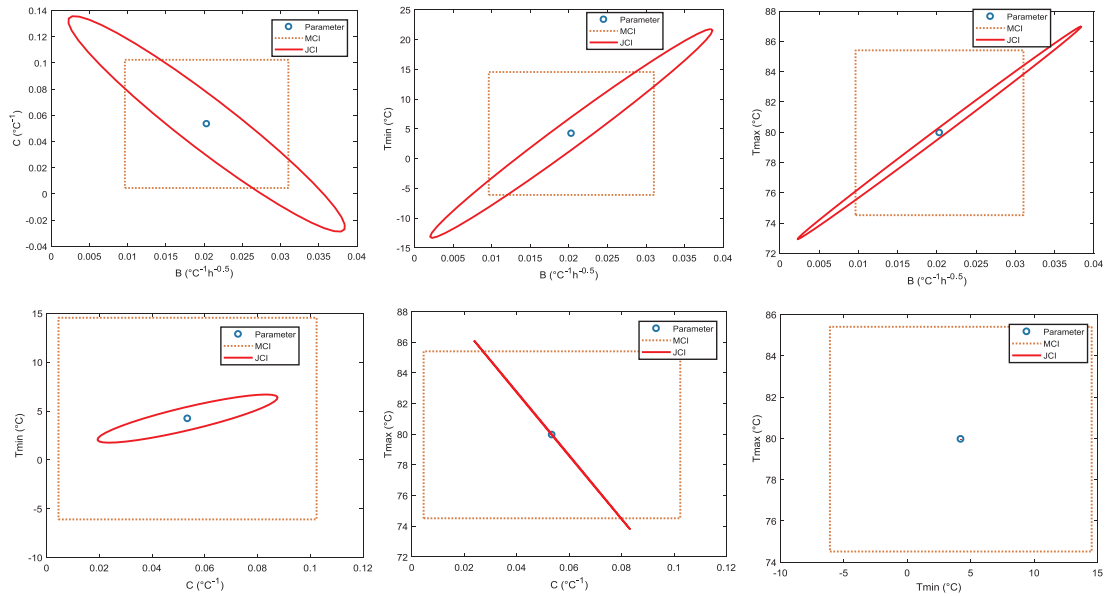 0.14
0.12
0.1
0.08
0.06
0.04
0.02
0
-0.02
-0.04
C (°C⁻¹)
0 0.005 0.01 0.015 0.02 0.025 0.03 0.035 0.04
B (°C⁻¹h⁻⁰·⁵)
Parameter
MCI
JCI
25
20
15
10
5
0
-5
-10
-15
Tmin (°C)
0 0.005 0.01 0.015 0.02 0.025 0.03 0.035 0.04
B (°C⁻¹h⁻⁰·⁵)
Parameter
MCI
JCI
88
86
84
82
80
78
76
74
72
Tmax (°C)
0 0.005 0.01 0.015 0.02 0.025 0.03 0.035 0.04
B (°C⁻¹h⁻⁰·⁵)
Parameter
MCI
JCI
15
10
5
0
-5
-10
Tmin (°C)
0 0.02 0.04 0.06 0.08 0.1 0.12
C (°C⁻¹)
Parameter
MCI
JCI
88
86
84
82
80
78
76
74
72
Tmax (°C)
0 0.02 0.04 0.06 0.08 0.1 0.12
C (°C⁻¹)
Parameter
MCI
JCI
86
84
82
80
78
76
74
Tmax (°C)
-10 -5 0 5 10 15
Tmin (°C)
Parameter
MCI
JCI